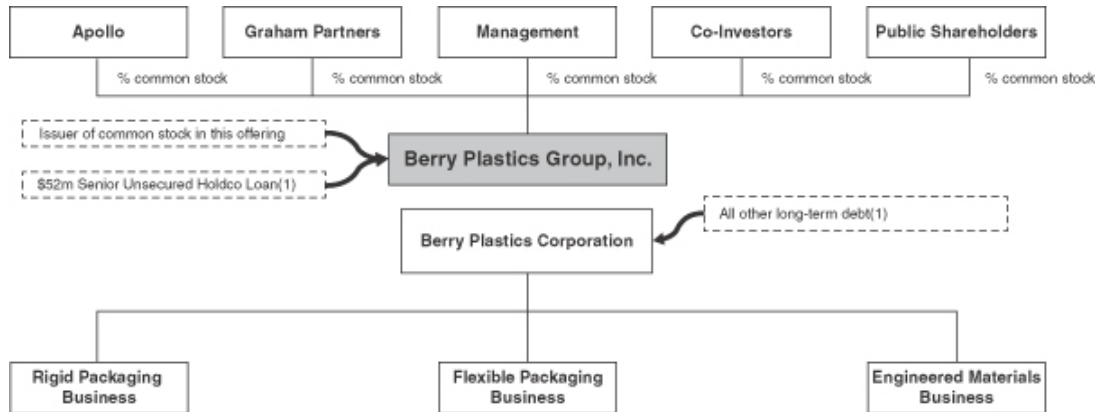 Apollo
Graham Partners
Management
Co-Investors
Public Shareholders
% common stock
% common stock
% common stock
% common stock
% common stock
Issuer of common stock in this offering
$52m Senior Unsecured Holdco Loan(1)
Berry Plastics Group, Inc.
Berry Plastics Corporation
All other long-term debt(1)
Rigid Packaging
Business
Flexible Packaging
Business
Engineered Materials
Business